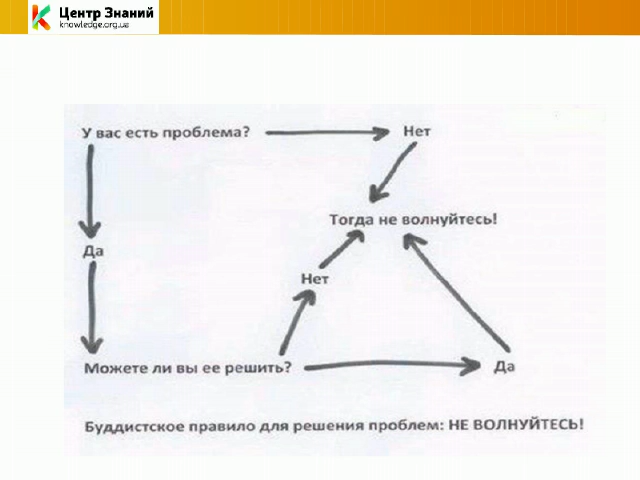 Центр Знаний
knowledge.org.ua
У вас есть проблема?
Нет
Тогда не волнуйтесь!
Да
Нет
Можете ли вы ее решить?
Да
Буддистское правило для решения проблем: НЕ ВОЛНУЙТЕСЬ!